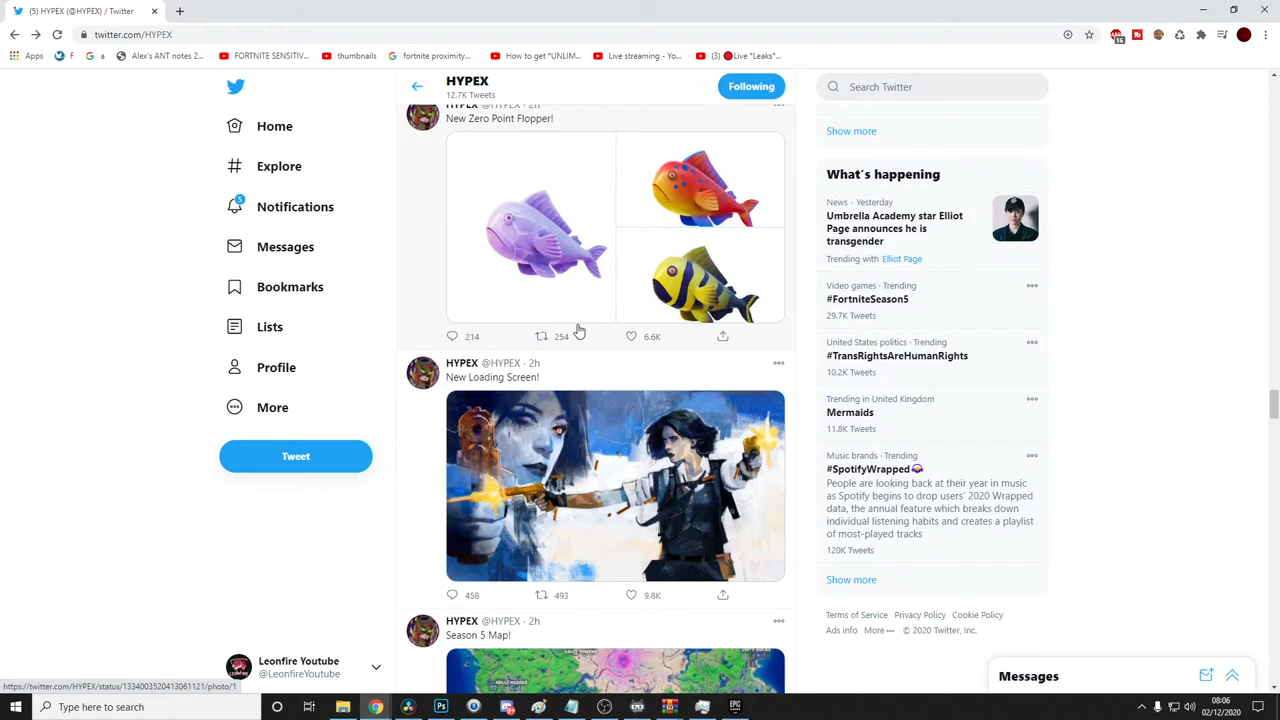 (5) HYPEX (@HYPEX) / Twitter
twitter.com/HYPEX
Apps
F
a
Alex's ANT notes 2...
FORTNITE SENSITIV...
thumbnails
fortnite proximity...
How to get "UNLIM...
Live streaming - Yo...
(3) 🔴Live "Leaks"...
HYPEX
12.7K Tweets
Following
Home
Explore
5
Notifications
Messages
Bookmarks
Lists
Profile
More
Tweet
Leonfire Youtube
@LeonfireYoutube
HYPEX @HYPEX · 2h
New Zero Point Flopper!
214
254
6.6K
HYPEX @HYPEX · 2h
New Loading Screen!
458
493
9.8K
HYPEX @HYPEX · 2h
Season 5 Map!
Search Twitter
Show more
What´s happening
News · Yesterday
Umbrella Academy star Elliot
Page announces he is
transgender
Trending with Elliot Page
Video games · Trending
#FortniteSeason5
29.7K Tweets
United States politics · Trending
#TransRightsAreHumanRights
10.2K Tweets
Trending in United Kingdom
Mermaids
11.8K Tweets
Music brands · Trending
#SpotifyWrapped
People are looking back at their year in music
as Spotify begins to drop users' 2020 Wrapped
data, the annual feature which breaks down
individual listening habits and creates a playlist
of most-played tracks
120K Tweets
Show more
Terms of Service Privacy Policy Cookie Policy
Ads info More ··· © 2020 Twitter, Inc.
Messages
https://twitter.com/HYPEX/status/1334003520413061121/photo/1
Type here to search
08:06
02/12/2020